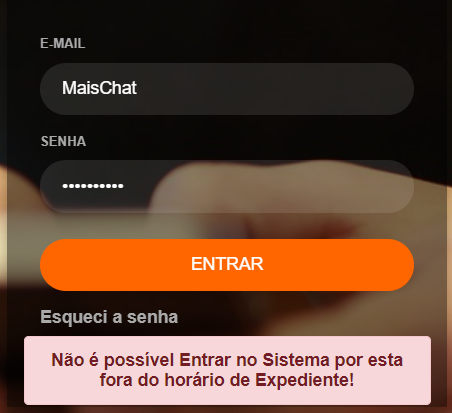 E-MAIL
MaisChat
SENHA
••••••••••
ENTRAR
Esqueci a senha
Não é possível Entrar no Sistema por esta
fora do horário de Expediente!